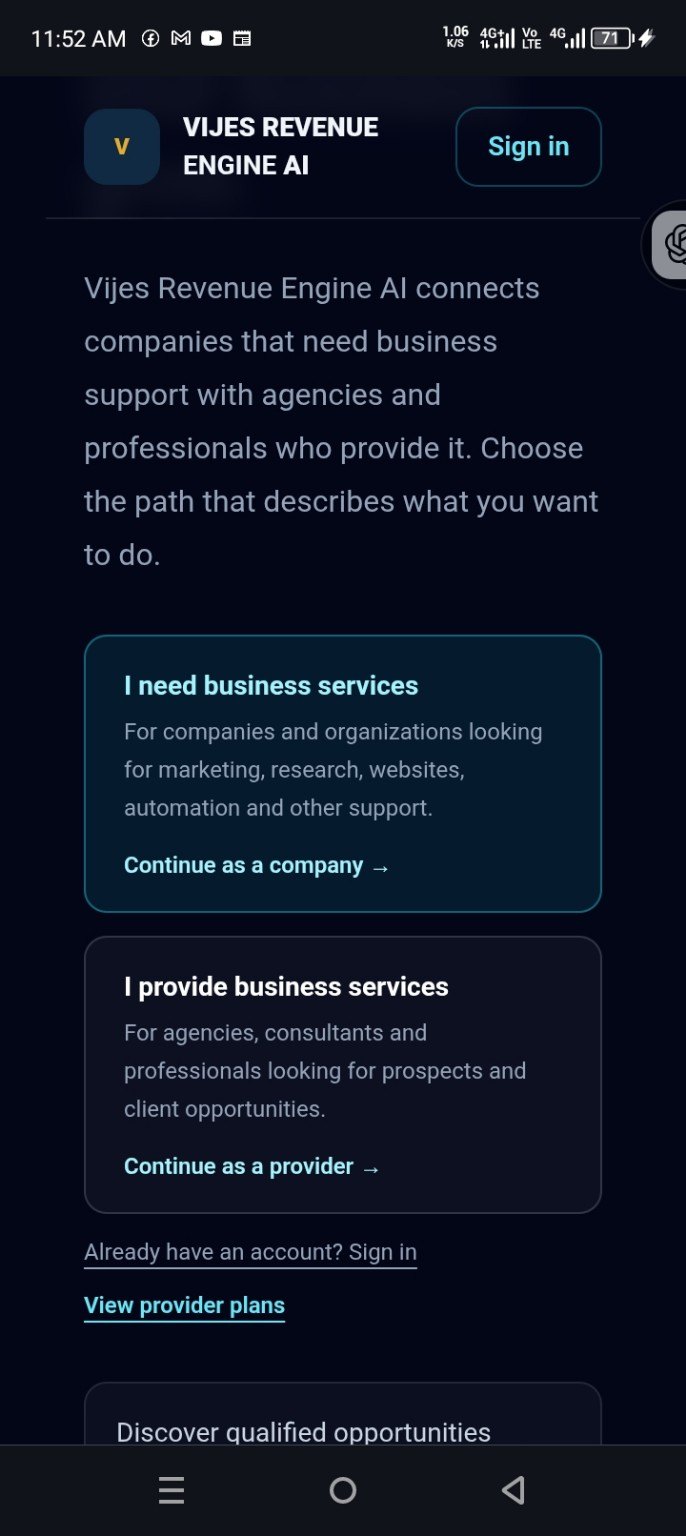 11:52 AM
1.06 K/S 4G+ Vo LTE 4G 71
V
VIJES REVENUE
ENGINE AI
Sign in
Vijes Revenue Engine AI connects
companies that need business
support with agencies and
professionals who provide it. Choose
the path that describes what you want
to do.
I need business services
For companies and organizations looking
for marketing, research, websites,
automation and other support.
Continue as a company →
I provide business services
For agencies, consultants and
professionals looking for prospects and
client opportunities.
Continue as a provider →
Already have an account? Sign in
View provider plans
Discover qualified opportunities